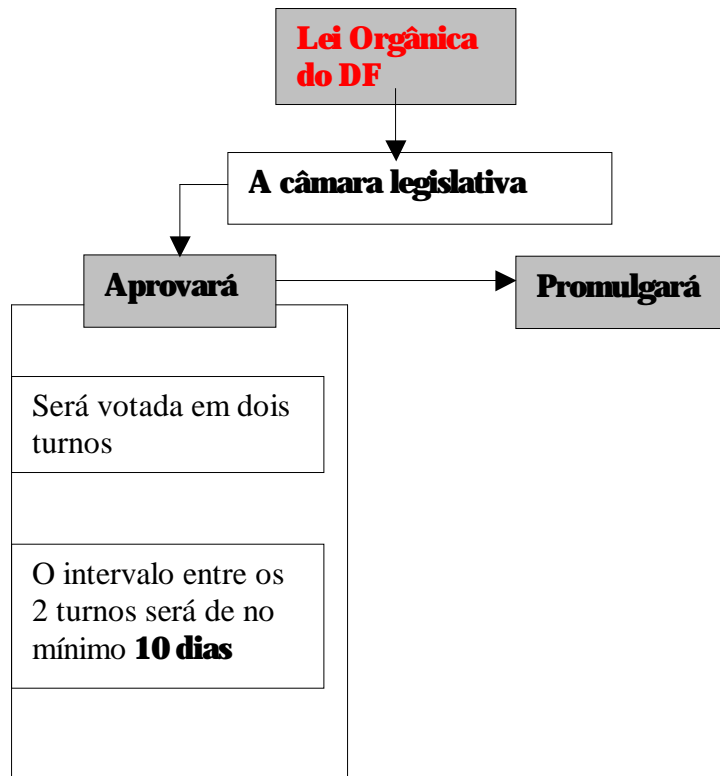 Lei Orgânica
do DF
A câmara legislativa
Aprovará
Promulgará
Será votada em dois
turnos
O intervalo entre os
2 turnos será de no
mínimo 10 dias